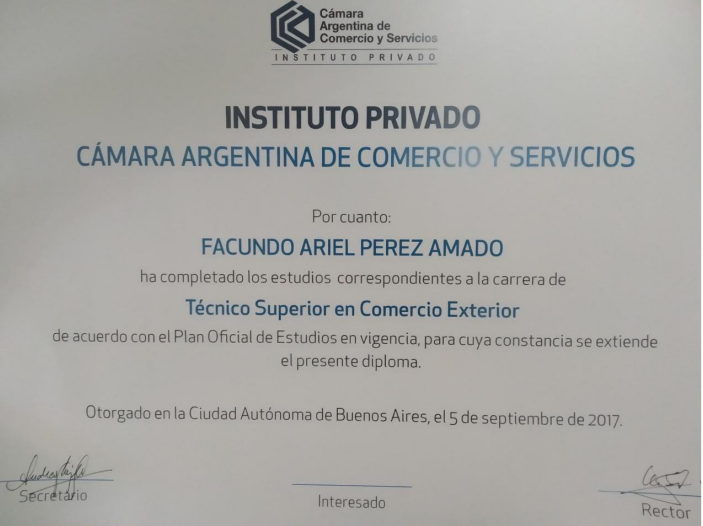 Cámara
Argentina de
Comercio y Servicios
INSTITUTO PRIVADO
INSTITUTO PRIVADO
CÁMARA ARGENTINA DE COMERCIO Y SERVICIOS
Por cuanto:
FACUNDO ARIEL PEREZ AMADO
ha completado los estudios correspondientes a la carrera de
Técnico Superior en Comercio Exterior
de acuerdo con el Plan Oficial de Estudios en vigencia, para cuya constancia se extiende
el presente diploma.
Otorgado en la Ciudad Autónoma de Buenos Aires, el 5 de septiembre de 2017.
Secretario
Interesado
Rector